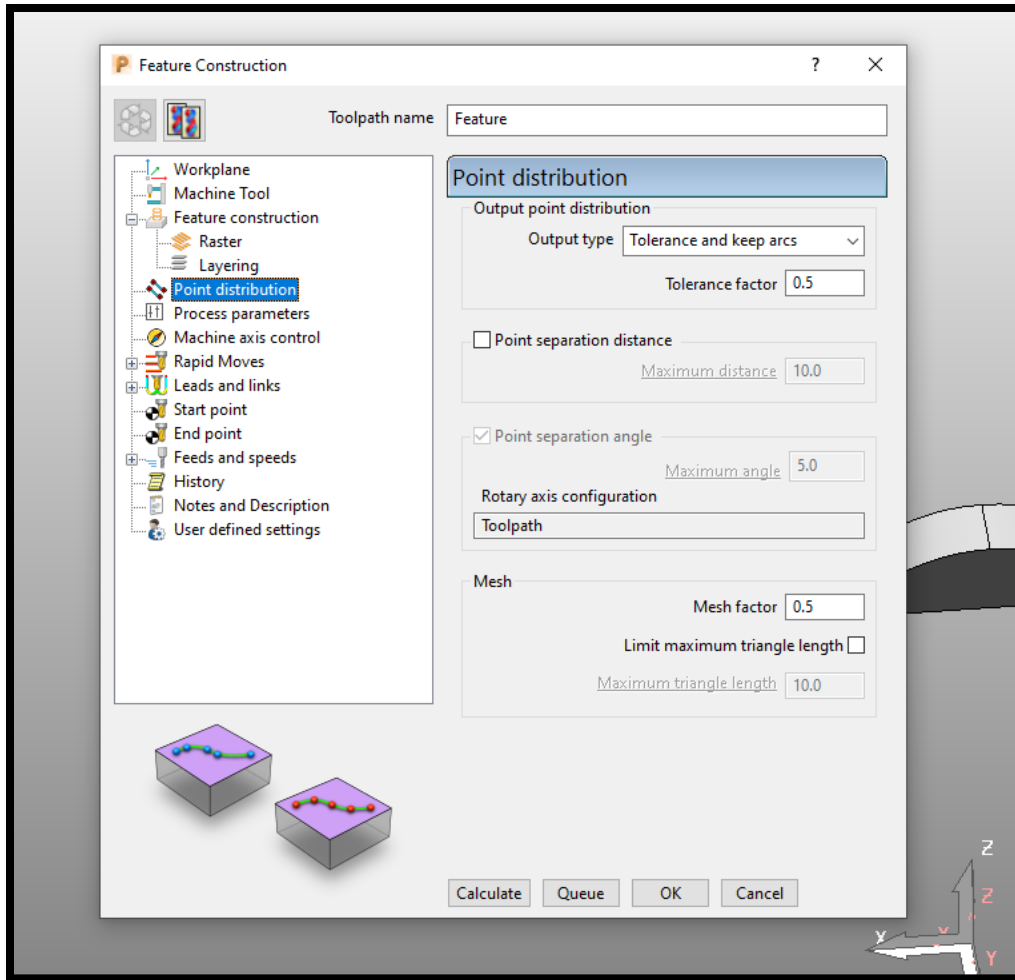 Feature Construction
?
Toolpath name
Feature
Workplane
Machine Tool
Feature construction
Raster
Layering
Point distribution
Process parameters
Machine axis control
Rapid Moves
Leads and links
Start point
End point
Feeds and speeds
History
Notes and Description
User defined settings
Point distribution
Output point distribution
Output type Tolerance and keep arcs
Tolerance factor 0.5
Point separation distance
Maximum distance 10.0
Point separation angle
Maximum angle 5.0
Rotary axis configuration
Toolpath
Mesh
Mesh factor 0.5
Limit maximum triangle length
Maximum triangle length 10.0
Calculate Queue OK Cancel
Z
Z
X Y
Y